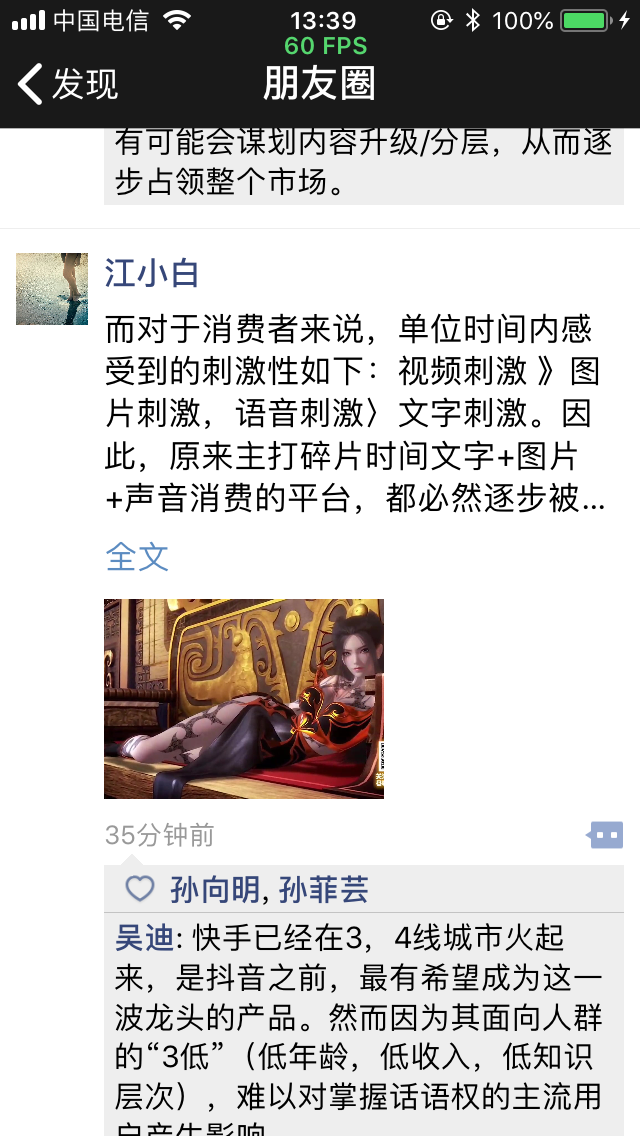 中国电信 13:39 100%
60 FPS
发现 朋友圈
有可能会谋划内容升级/分层，从而逐
步占领整个市场。
江小白
而对于消费者来说，单位时间内感
受到的刺激性如下：视频刺激 》图
片刺激，语音刺激〉文字刺激。因
此，原来主打碎片时间文字+图片
+声音消费的平台，都必然逐步被...
全文
35分钟前
孙向明, 孙菲芸
吴迪: 快手已经在3，4线城市火起
来，是抖音之前，最有希望成为这一
波龙头的产品。然而因为其面向人群
的“3低”（低年龄，低收入，低知识
层次），难以对掌握话语权的主流用
户产生影响